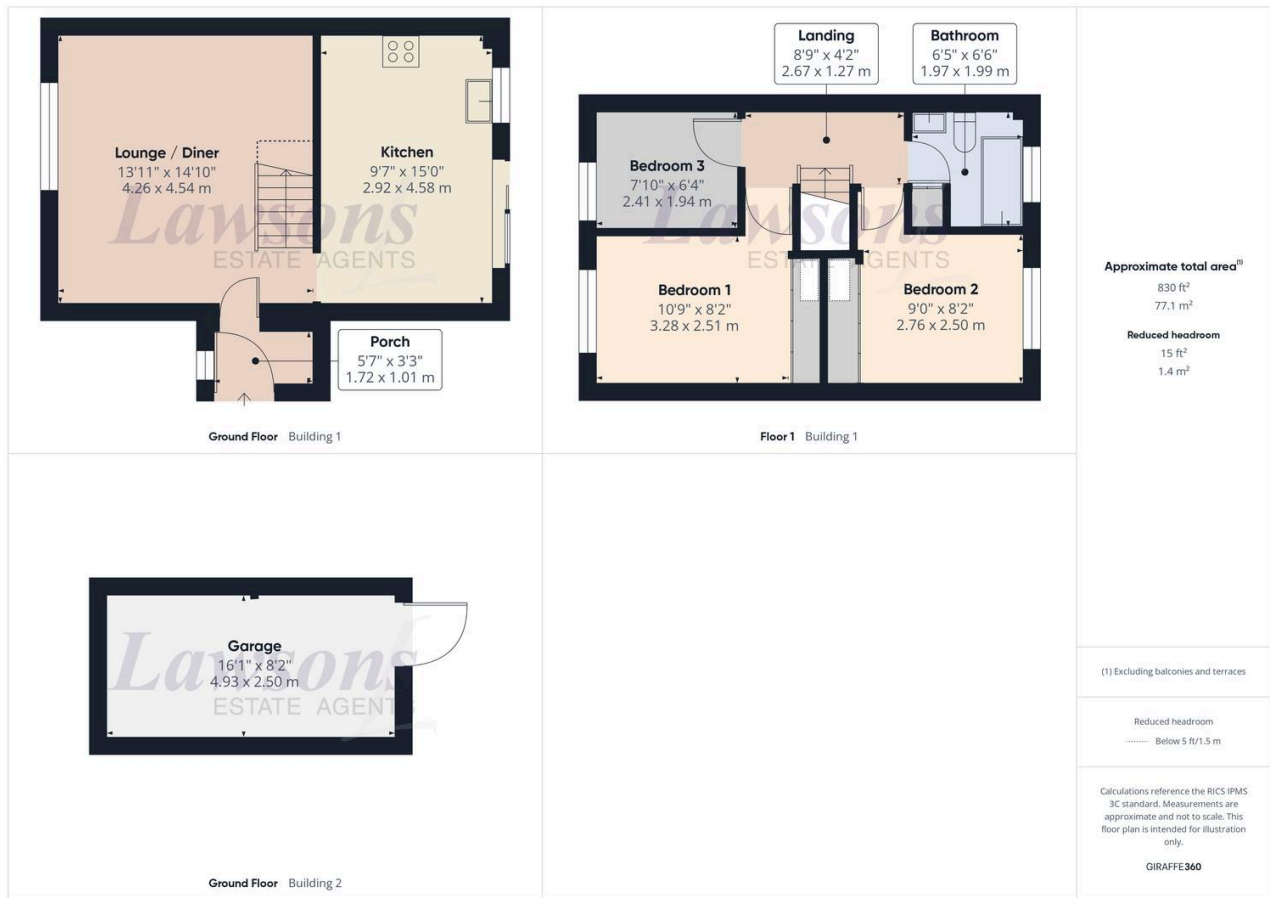 Lounge / Diner
13'11" x 14'10"
4.26 x 4.54 m
Kitchen
9'7" x 15'0"
2.92 x 4.58 m
Lawsons
ESTATE AGENTS
Porch
5'7" x 3'3"
1.72 x 1.01 m
Ground Floor Building 1
Landing
8'9" x 4'2"
2.67 x 1.27 m
Bathroom
6'5" x 6'6"
1.97 x 1.99 m
Bedroom 3
7'10" x 6'4"
2.41 x 1.94 m
Lawsons
ESTATE AGENTS
Bedroom 1
10'9" x 8'2"
3.28 x 2.51 m
Bedroom 2
9'0" x 8'2"
2.76 x 2.50 m
Floor 1 Building 1
Garage
16'1" x 8'2"
4.93 x 2.50 m
Lawsons
ESTATE AGENTS
Ground Floor Building 2
Approximate total area(1)
830 ft²
77.1 m²
Reduced headroom
15 ft²
1.4 m²
(1) Excluding balconies and terraces
Reduced headroom
Below 5 ft/1.5 m
Calculations reference the RICS IPMS
3C standard. Measurements are
approximate and not to scale. This
floor plan is intended for illustration
only.
GIRAFFE360